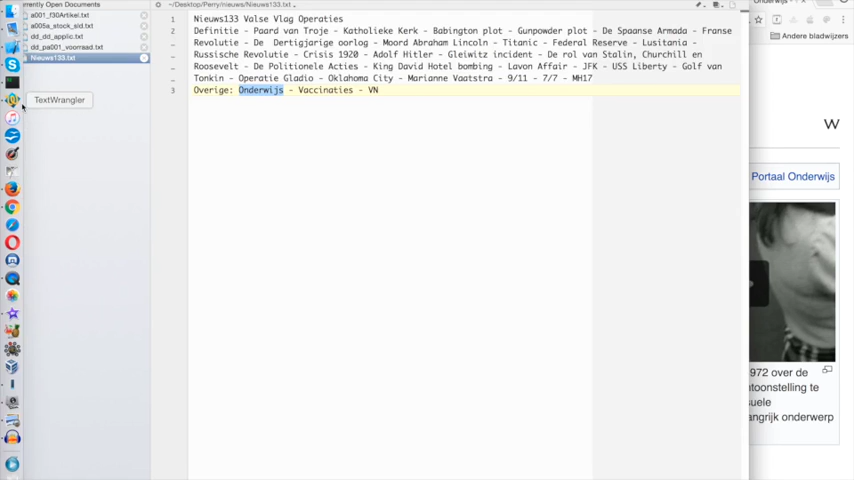 urrently Open Documents
~/Desktop/Perry/nieuws/Nieuws133.txt
Onderwijs -
a001_f30Artikel.txt
a005a_stock_sld.txt
dd_dd_applic.txt
dd_pa001_voorraad.txt
Nieuws133.txt
TextWrangler
1 Nieuws133 Valse Vlag Operaties
2 Definitie - Paard van Troje - Katholieke Kerk - Babington plot - Gunpowder plot - De Spaanse Armada - Franse
Revolutie - De Dertigjarige oorlog - Moord Abraham Lincoln - Titanic - Federal Reserve - Lusitania -
Russische Revolutie - Crisis 1920 - Adolf Hitler - Gleiwitz incident - De rol van Stalin, Churchill en
Roosevelt - De Politionele Acties - King David Hotel bombing - Lavon Affair - JFK - USS Liberty - Golf van
Tonkin - Operatie Gladio - Oklahoma City - Marianne Vaatstra - 9/11 - 7/7 - MH17
3 Overige: Onderwijs - Vaccinaties - VN
Andere bladwijzers
W
Portaal Onderwijs
972 over de
ntoonstelling te
suele
angrijk onderwerp